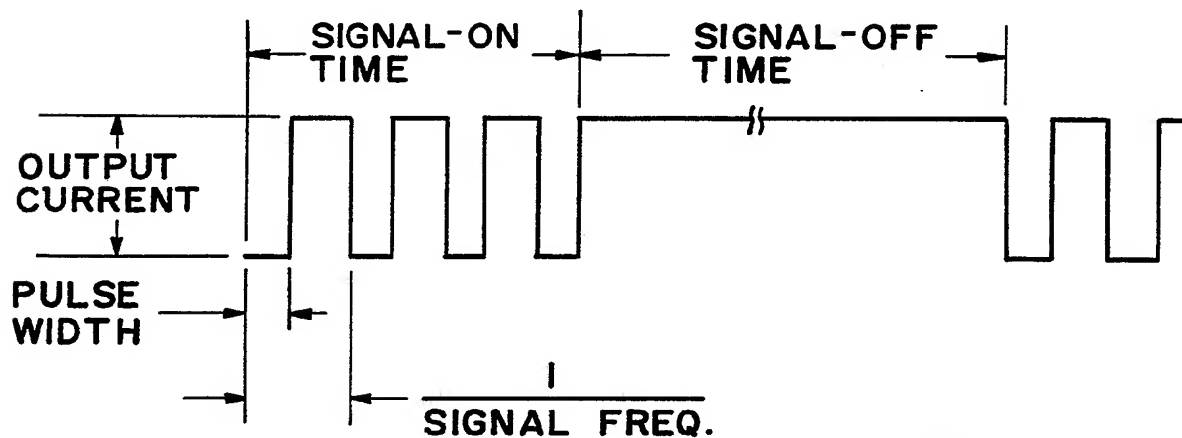 SIGNAL-ON
TIME
SIGNAL-OFF
TIME
OUTPUT
CURRENT
PULSE
WIDTH
1
SIGNAL FREQ.